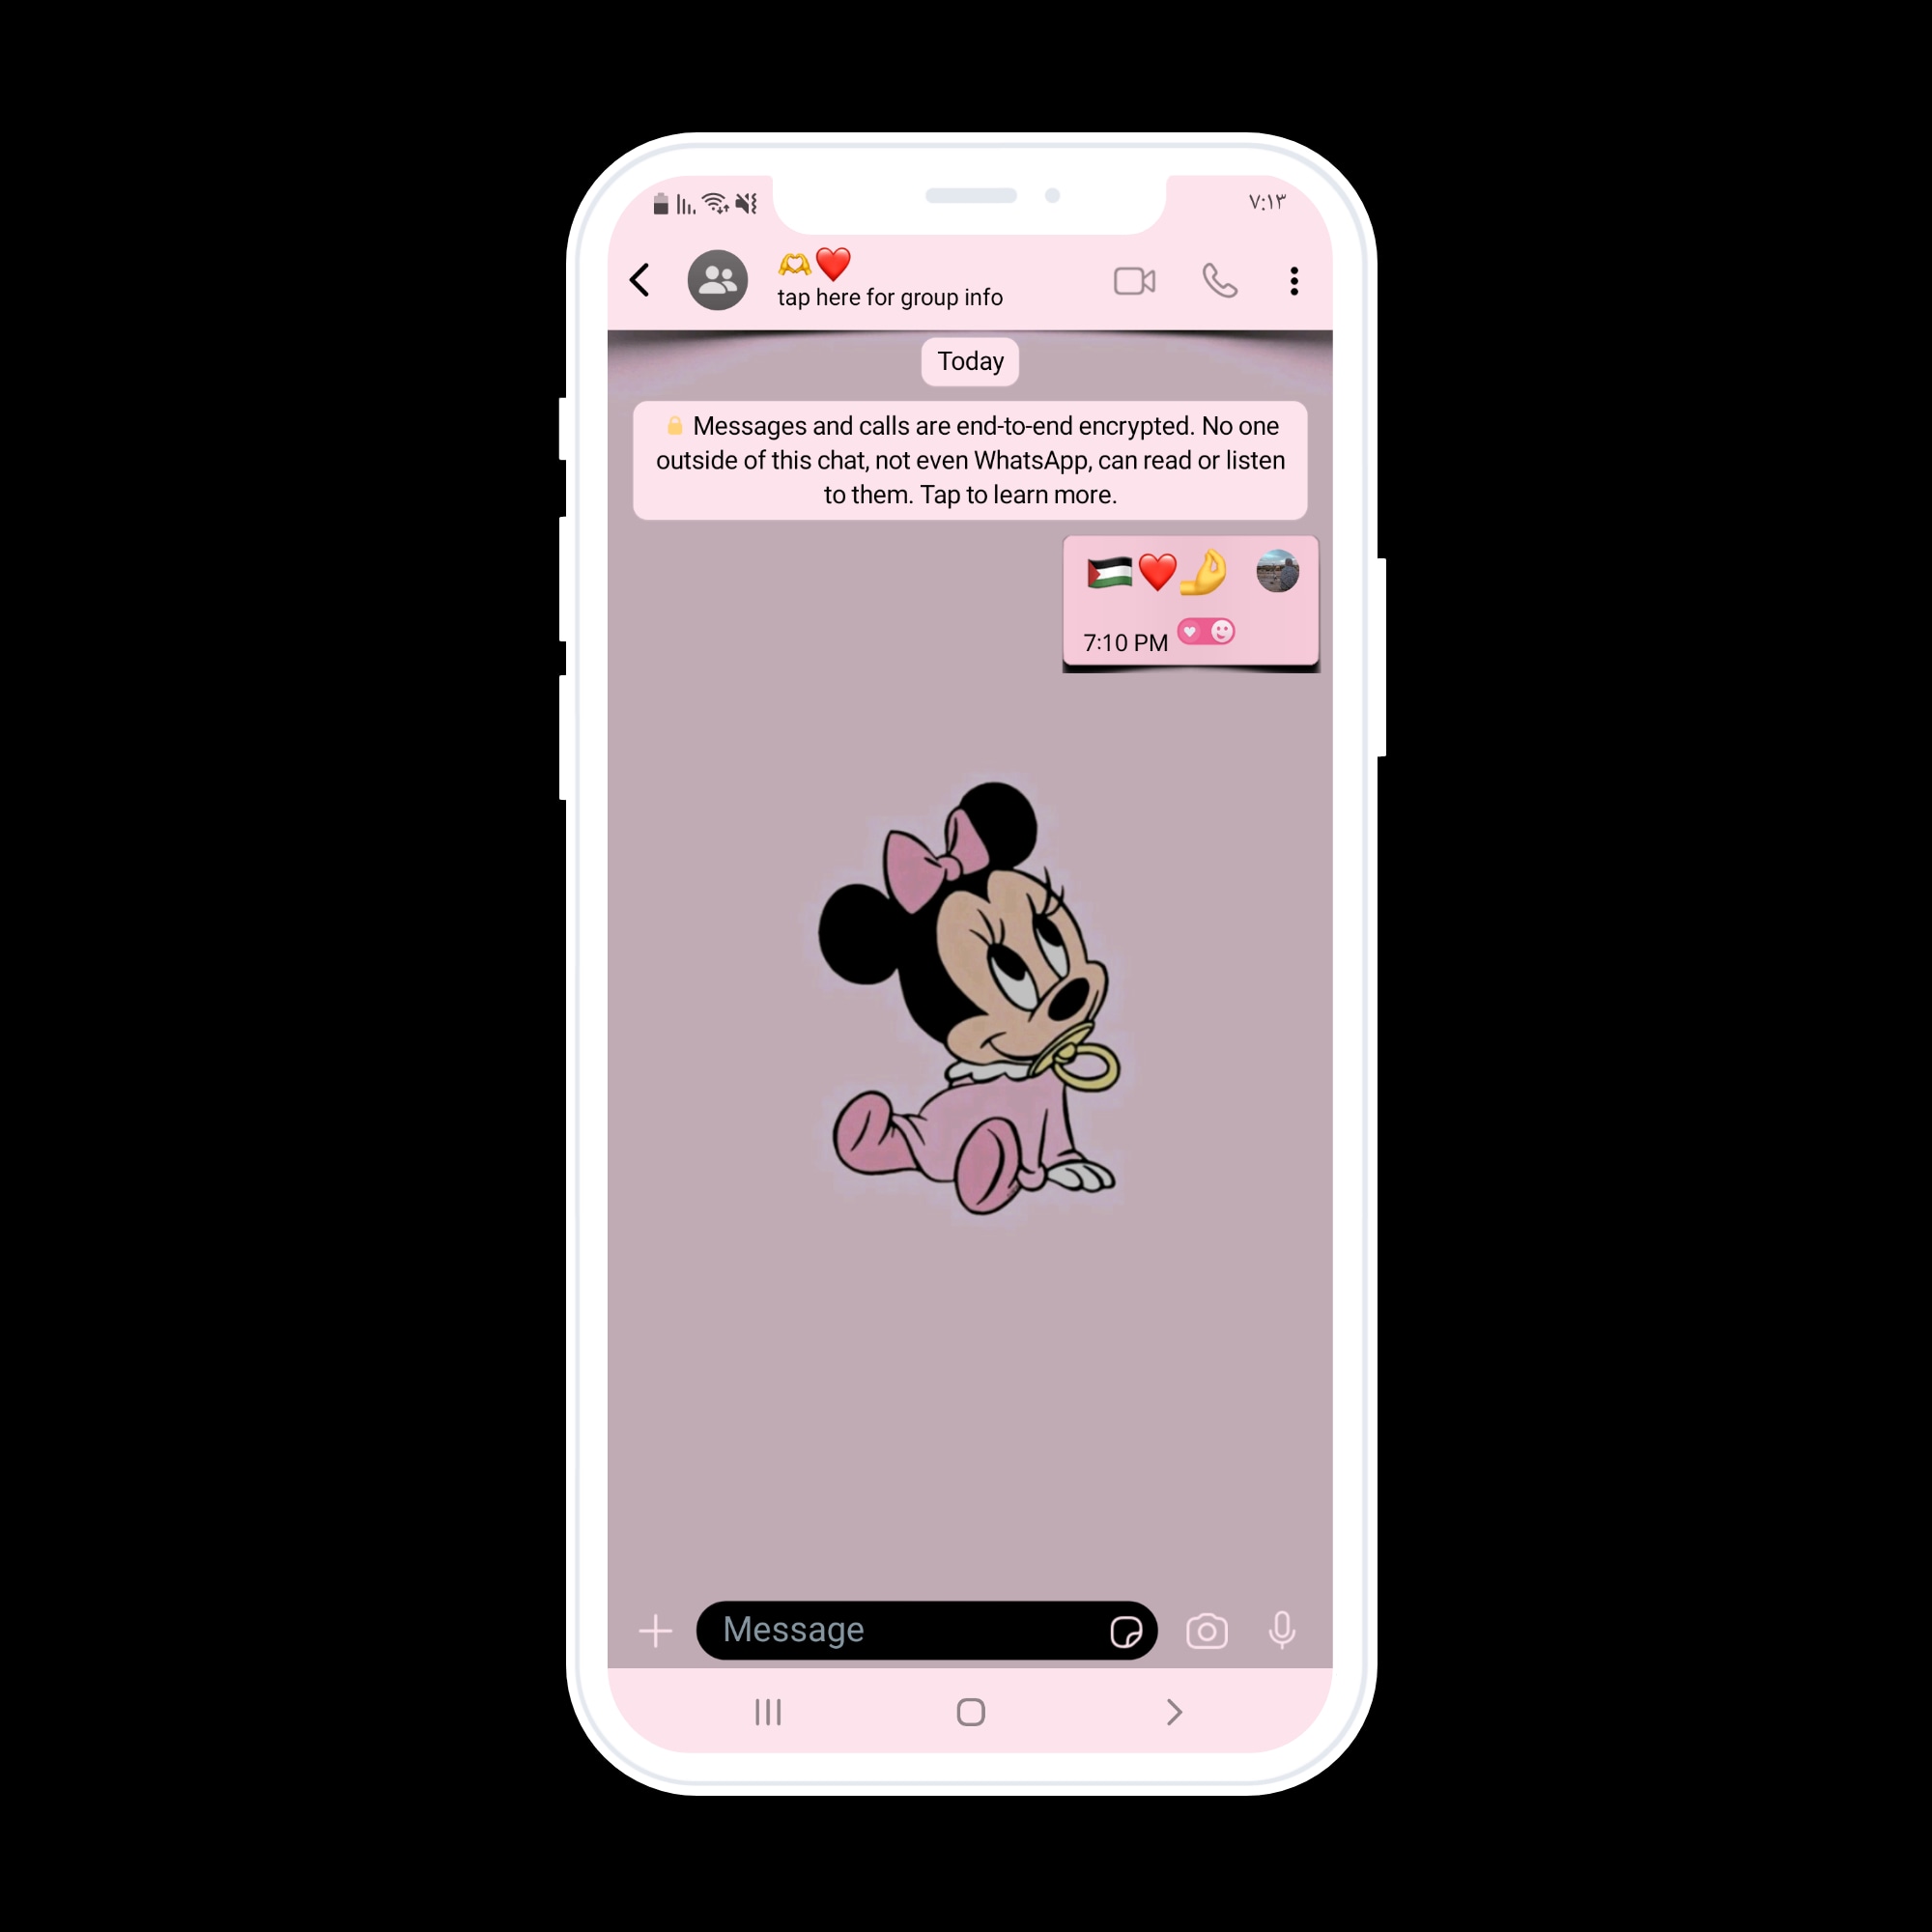 ٧:١٣
🫶❤️
tap here for group info
Today
🔒 Messages and calls are end-to-end encrypted. No one
outside of this chat, not even WhatsApp, can read or listen
to them. Tap to learn more.
🇵🇸❤️🤌
7:10 PM
Message